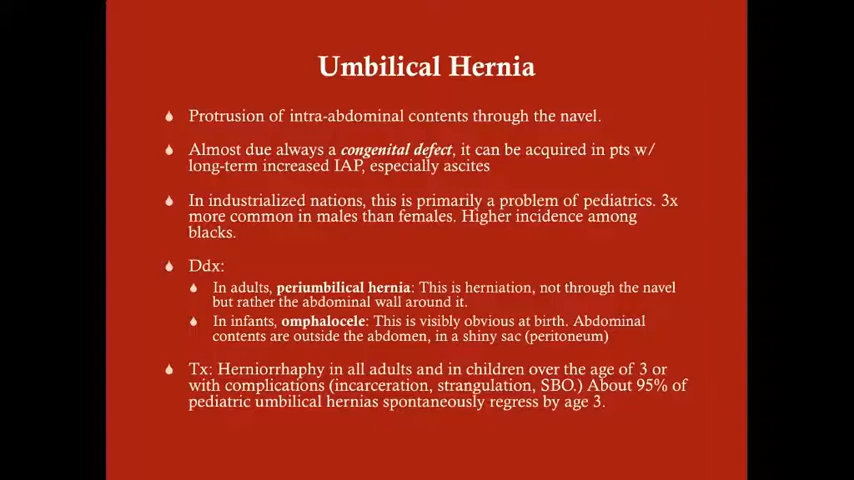 Umbilical Hernia
Protrusion of intra-abdominal contents through the navel.
Almost due always a congenital defect, it can be acquired in pts w/
long-term increased IAP, especially ascites
In industrialized nations, this is primarily a problem of pediatrics. 3x
more common in males than females. Higher incidence among
blacks.
Ddx:
In adults, periumbilical hernia: This is herniation, not through the navel
but rather the abdominal wall around it.
In infants, omphalocele: This is visibly obvious at birth. Abdominal
contents are outside the abdomen, in a shiny sac (peritoneum)
Tx: Herniorrhaphy in all adults and in children over the age of 3 or
with complications (incarceration, strangulation, SBO.) About 95% of
pediatric umbilical hernias spontaneously regress by age 3.